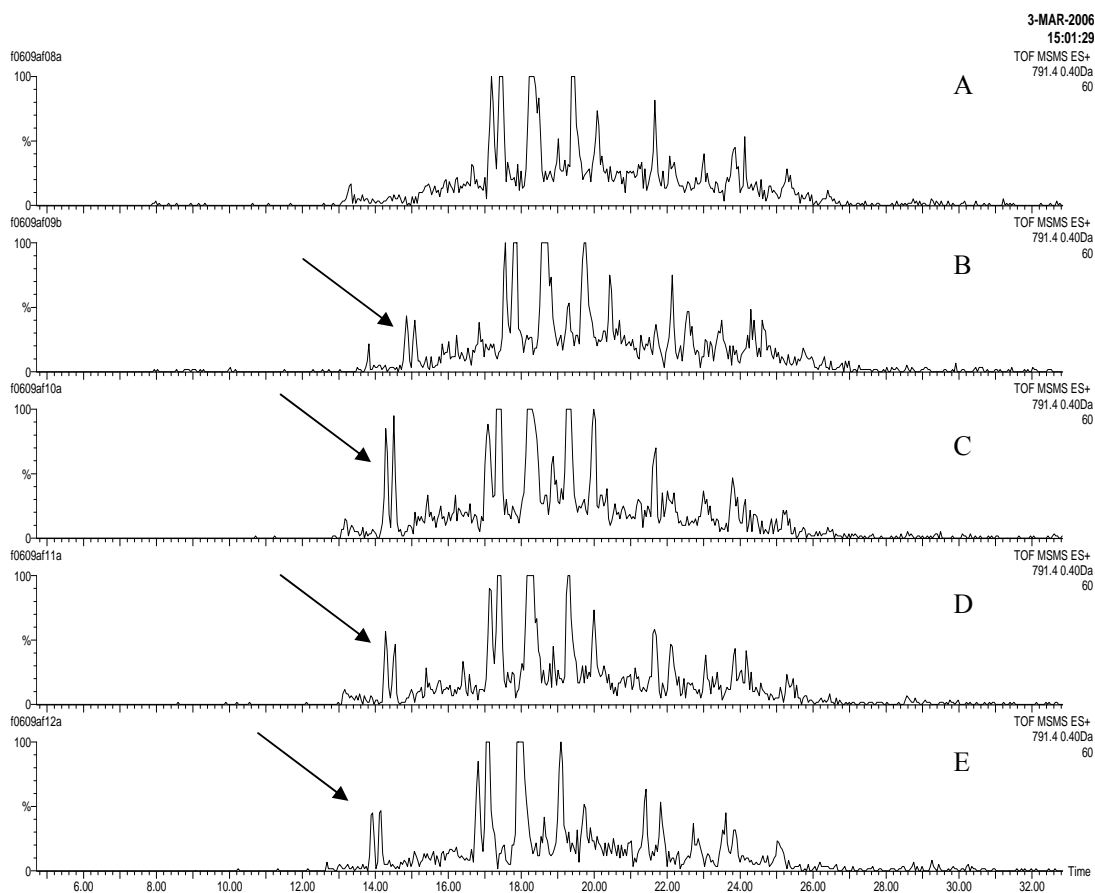 3-MAR-2006
15:01:29
f0609af08a
TOF MSMS ES+
791.4 0.40Da
60
A
100
%
0
f0609af09b
TOF MSMS ES+
791.4 0.40Da
60
B
100
%
0
f0609af10a
TOF MSMS ES+
791.4 0.40Da
60
C
100
%
0
f0609af11a
TOF MSMS ES+
791.4 0.40Da
60
D
100
%
0
f0609af12a
TOF MSMS ES+
791.4 0.40Da
60
E
100
%
0
Time
6.00 8.00 10.00 12.00 14.00 16.00 18.00 20.00 22.00 24.00 26.00 28.00 30.00 32.00